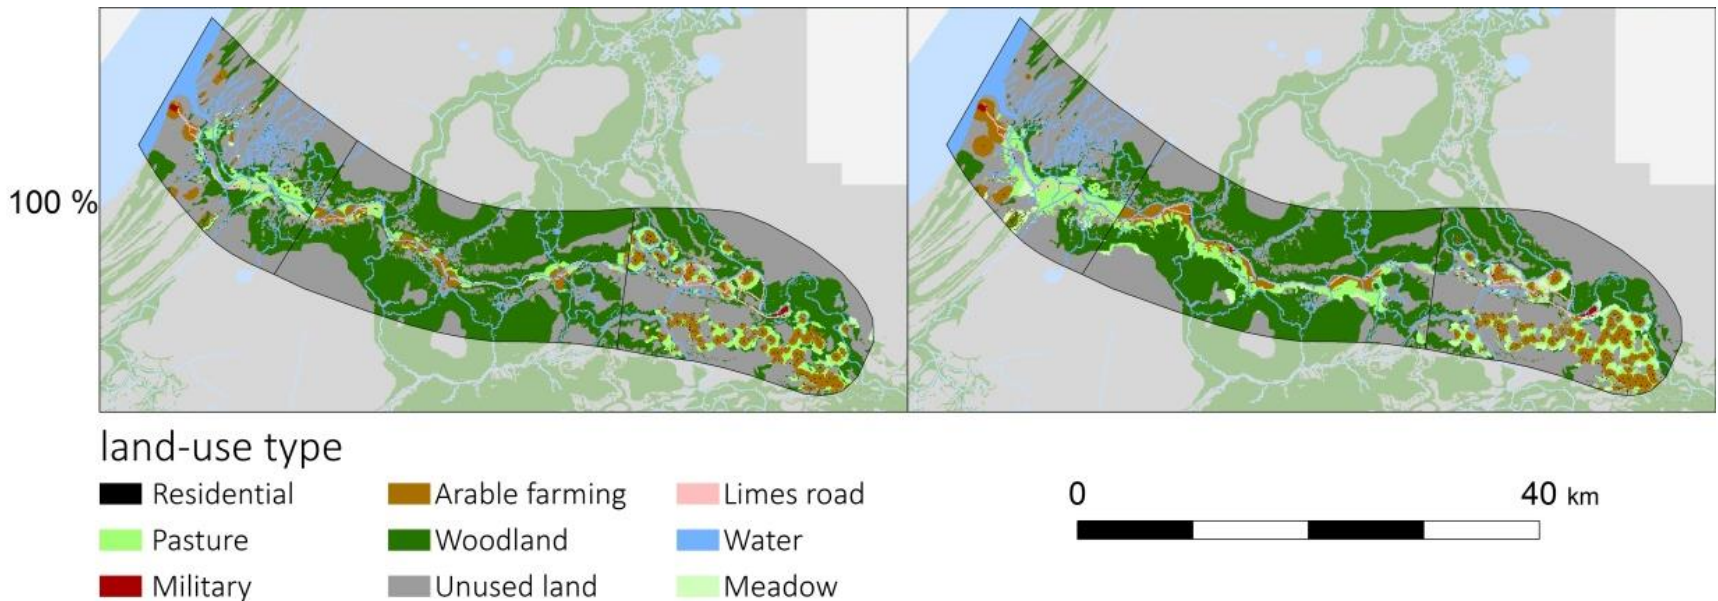 100 %
land-use type
Residential Arable farming Limes road
Pasture Woodland Water
Military Unused land Meadow
0 40 km